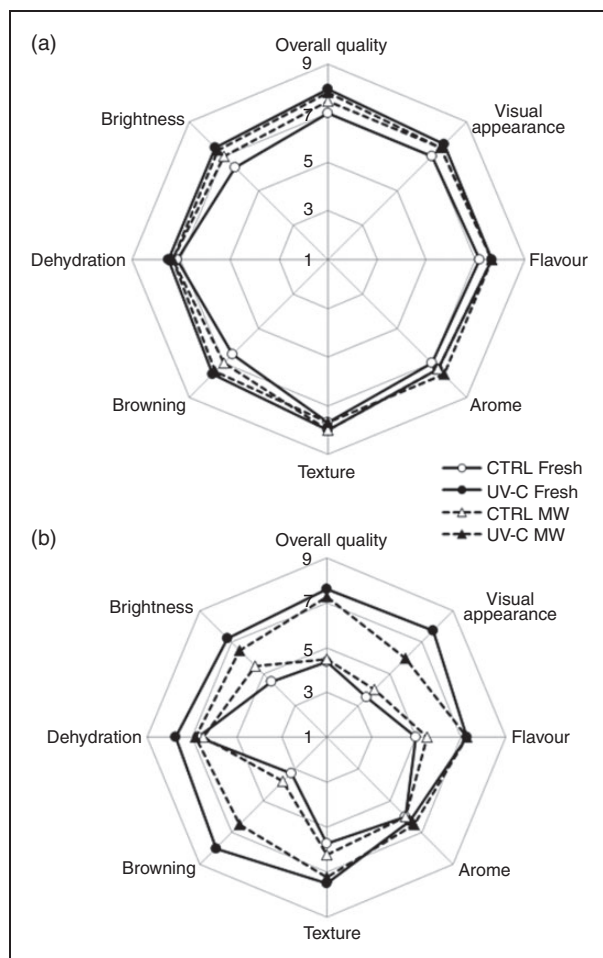 (a)
Overall quality
9
7
5
3
1
Visual
appearance
Flavour
Arome
Texture
Browning
Dehydration
Brightness
CTRL Fresh
UV-C Fresh
CTRL MW
UV-C MW
(b)
Overall quality
9
7
5
3
1
Visual
appearance
Flavour
Arome
Texture
Browning
Dehydration
Brightness